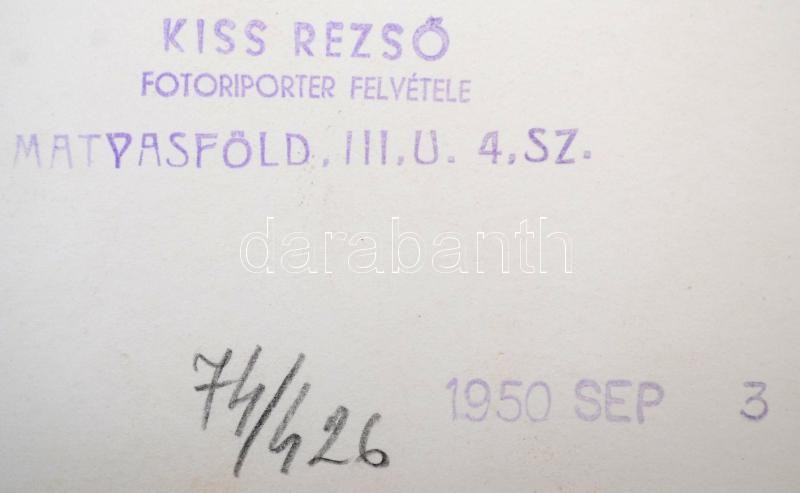 KISS REZSŐ
FOTORIPORTER FELVÉTELE
MATYASFÖLD, III, U. 4, SZ.
darabanth
74/426
1950 SEP 3